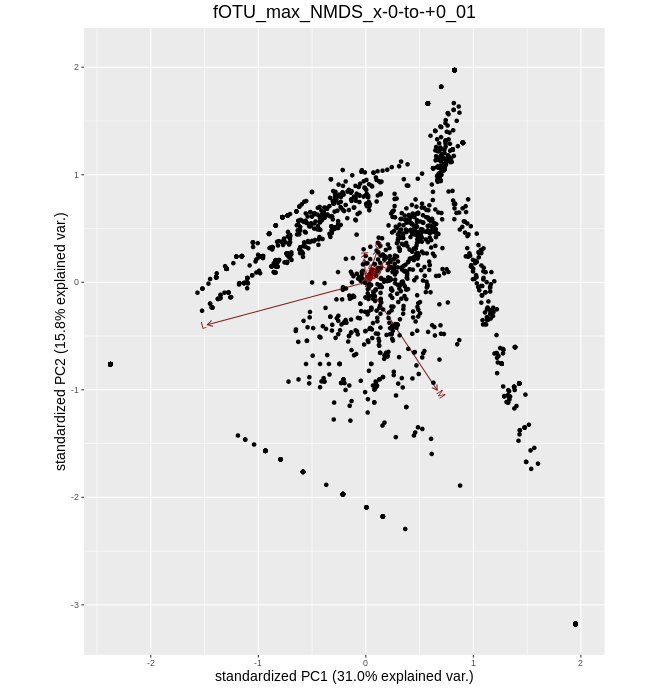 fOTU_max_NMDS_x-0-to-+0_01
standardized PC2 (15.8% explained var.)
2
1
0
-1
-2
-3
L
M
-2
-1
0
1
2
standardized PC1 (31.0% explained var.)